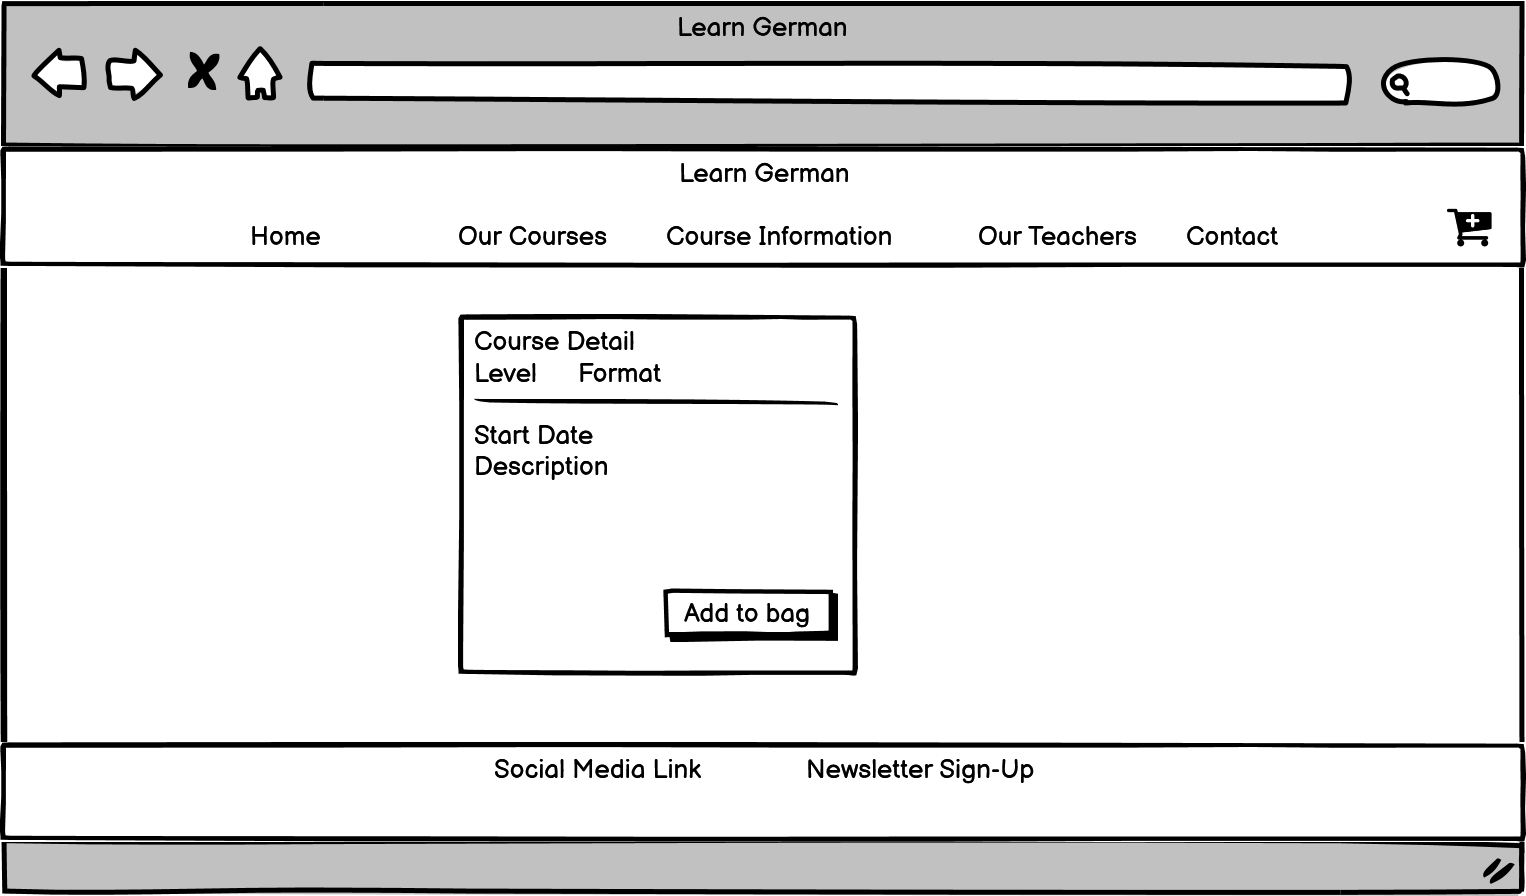 Learn German
Learn German
Home Our Courses Course Information Our Teachers Contact
Course Detail
Level Format
Start Date
Description
Add to bag
Social Media Link Newsletter Sign-Up